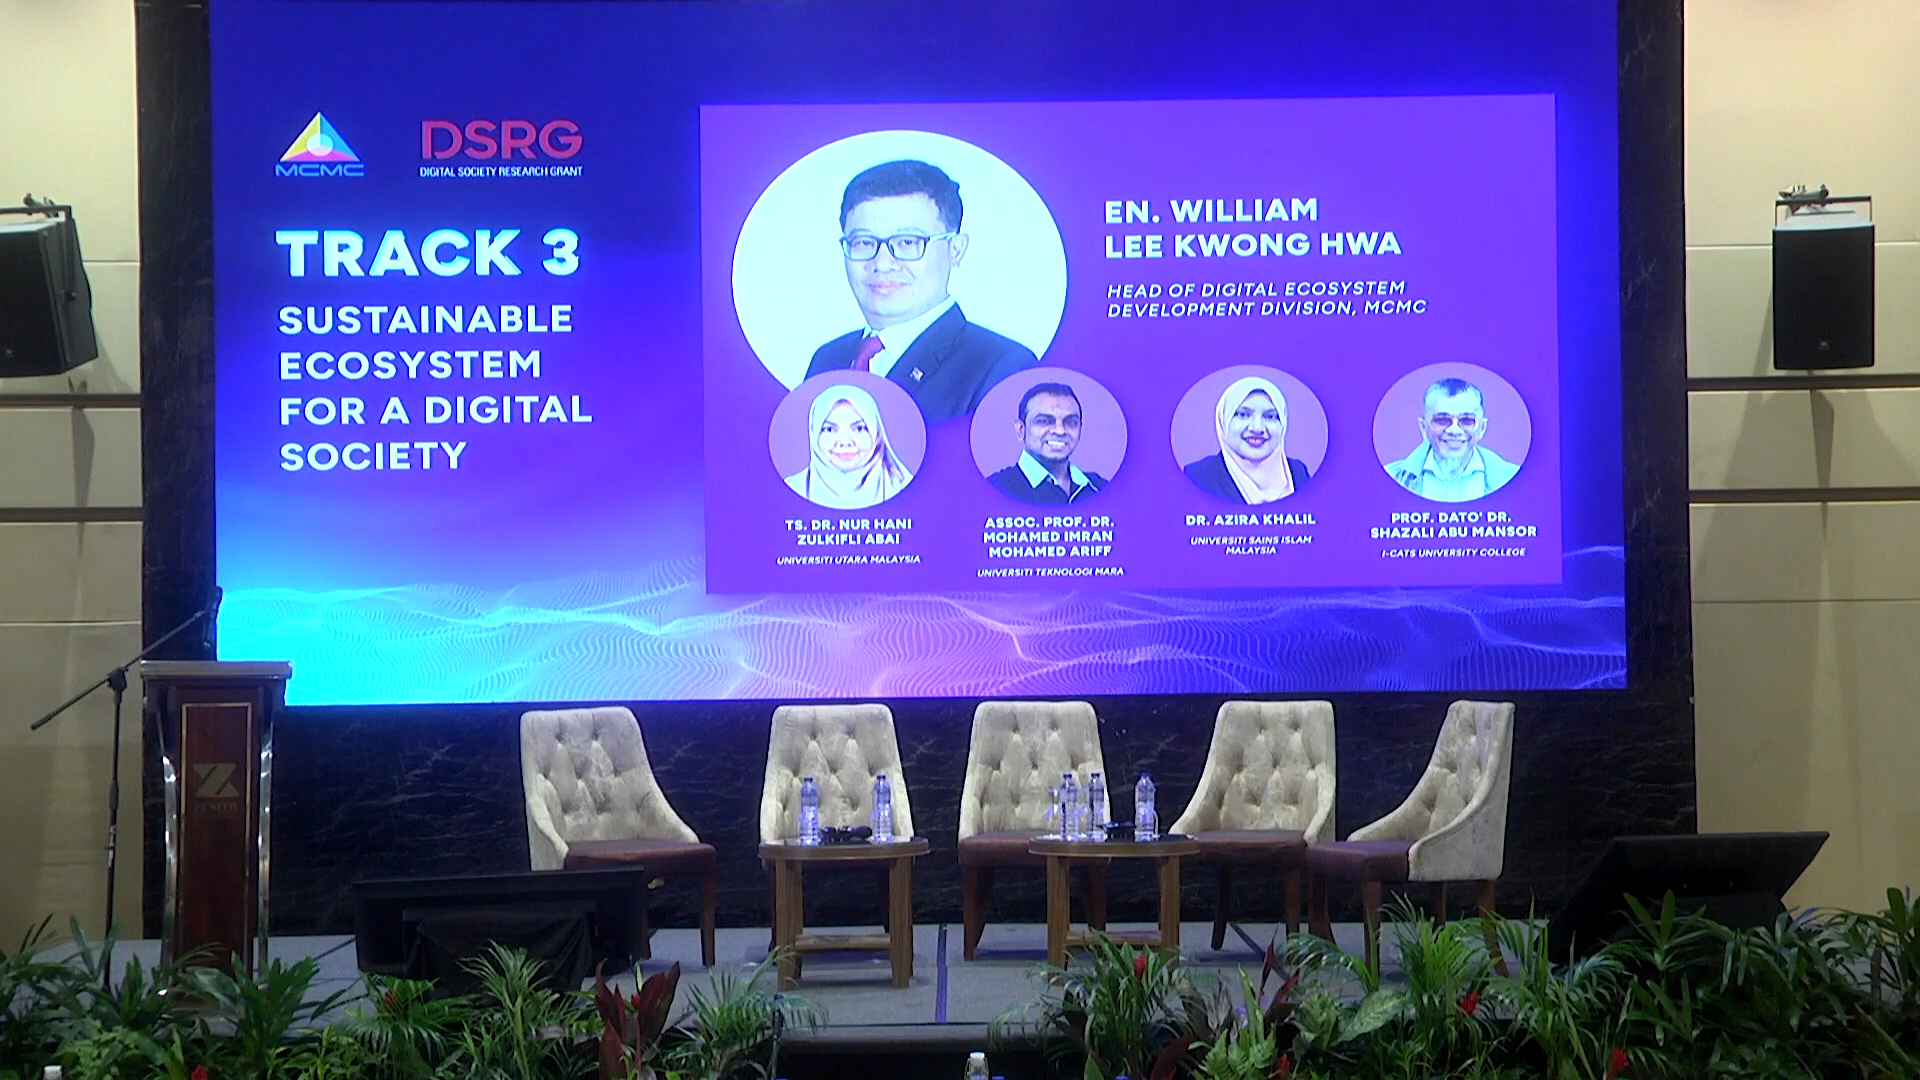 MCMC
DSRG
DIGITAL SOCIETY RESEARCH GRANT
TRACK 3
SUSTAINABLE
ECOSYSTEM
FOR A DIGITAL
SOCIETY
EN. WILLIAM
LEE KWONG HWA
HEAD OF DIGITAL ECOSYSTEM
DEVELOPMENT DIVISION, MCMC
TS. DR. NUR HANI
ZULKIFLI ABAI
UNIVERSITI UTARA MALAYSIA
ASSOC. PROF. DR.
MOHAMED IMRAN
MOHAMED ARIFF
UNIVERSITI TEKNOLOGI MARA
DR. AZIRA KHALIL
UNIVERSITI SAINS ISLAM
MALAYSIA
PROF. DATO' DR.
SHAZALI ABU MANSOR
I-CATS UNIVERSITY COLLEGE
ZENITH